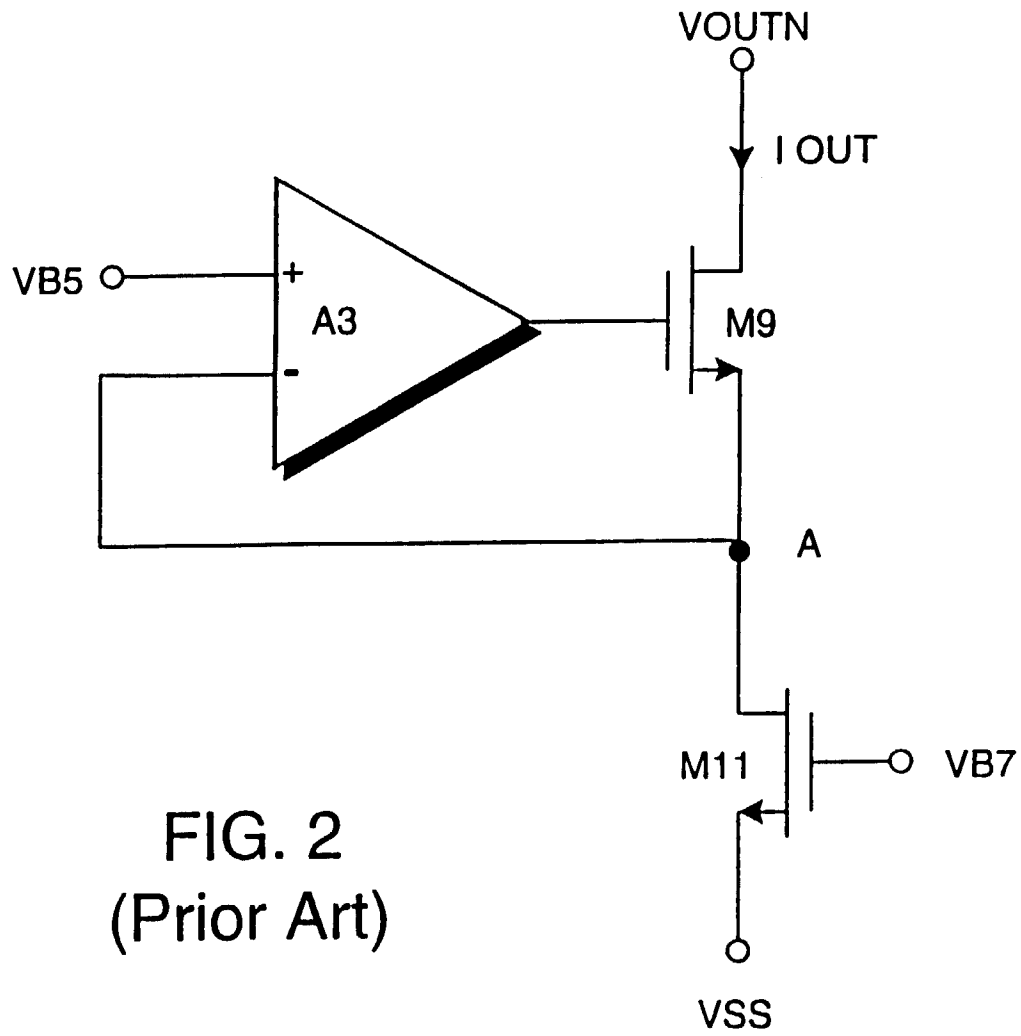 VOUTN
I OUT
VB5
+
A3
M9
-
A
M11
VB7
FIG. 2
(Prior Art)
VSS